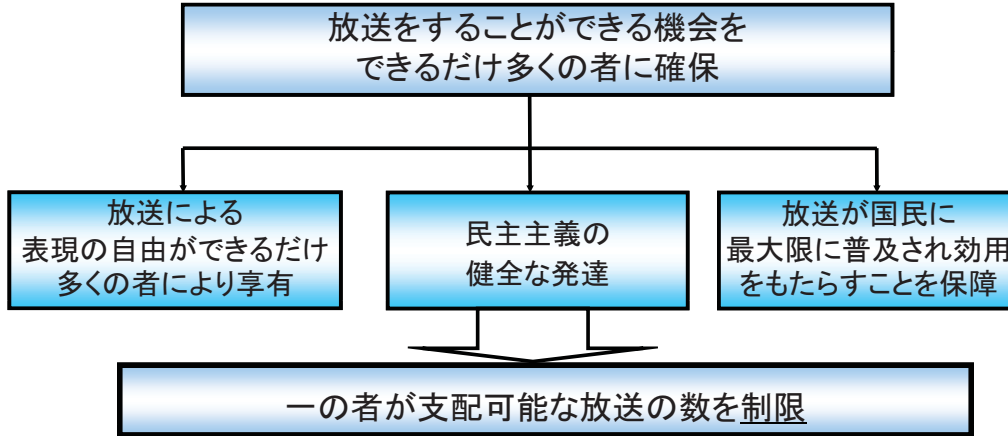 放送をすることができる機会を
できるだけ多くの者に確保
放送による
表現の自由ができるだけ
多くの者により享有
民主主義の
健全な発達
放送が国民に
最大限に普及され効用
をもたらすことを保障
一の者が支配可能な放送の数を制限